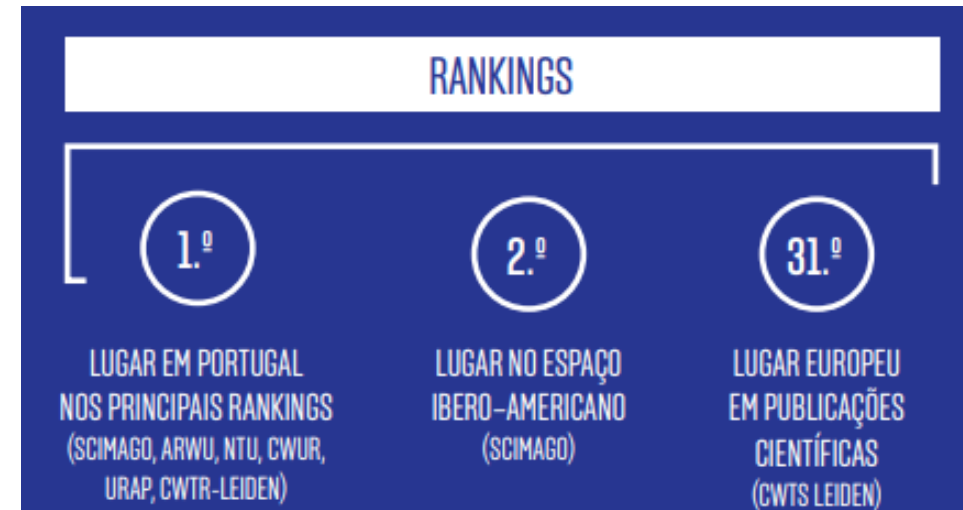 RANKINGS
1.º
LUGAR EM PORTUGAL
NOS PRINCIPAIS RANKINGS
(SCIMAGO, ARWU, NTU, CWUR,
URAP, CWTR-LEIDEN)
2.º
LUGAR NO ESPAÇO
IBERO-AMERICANO
(SCIMAGO)
31.º
LUGAR EUROPEU
EM PUBLICAÇÕES
CIENTÍFICAS
(CWTS LEIDEN)